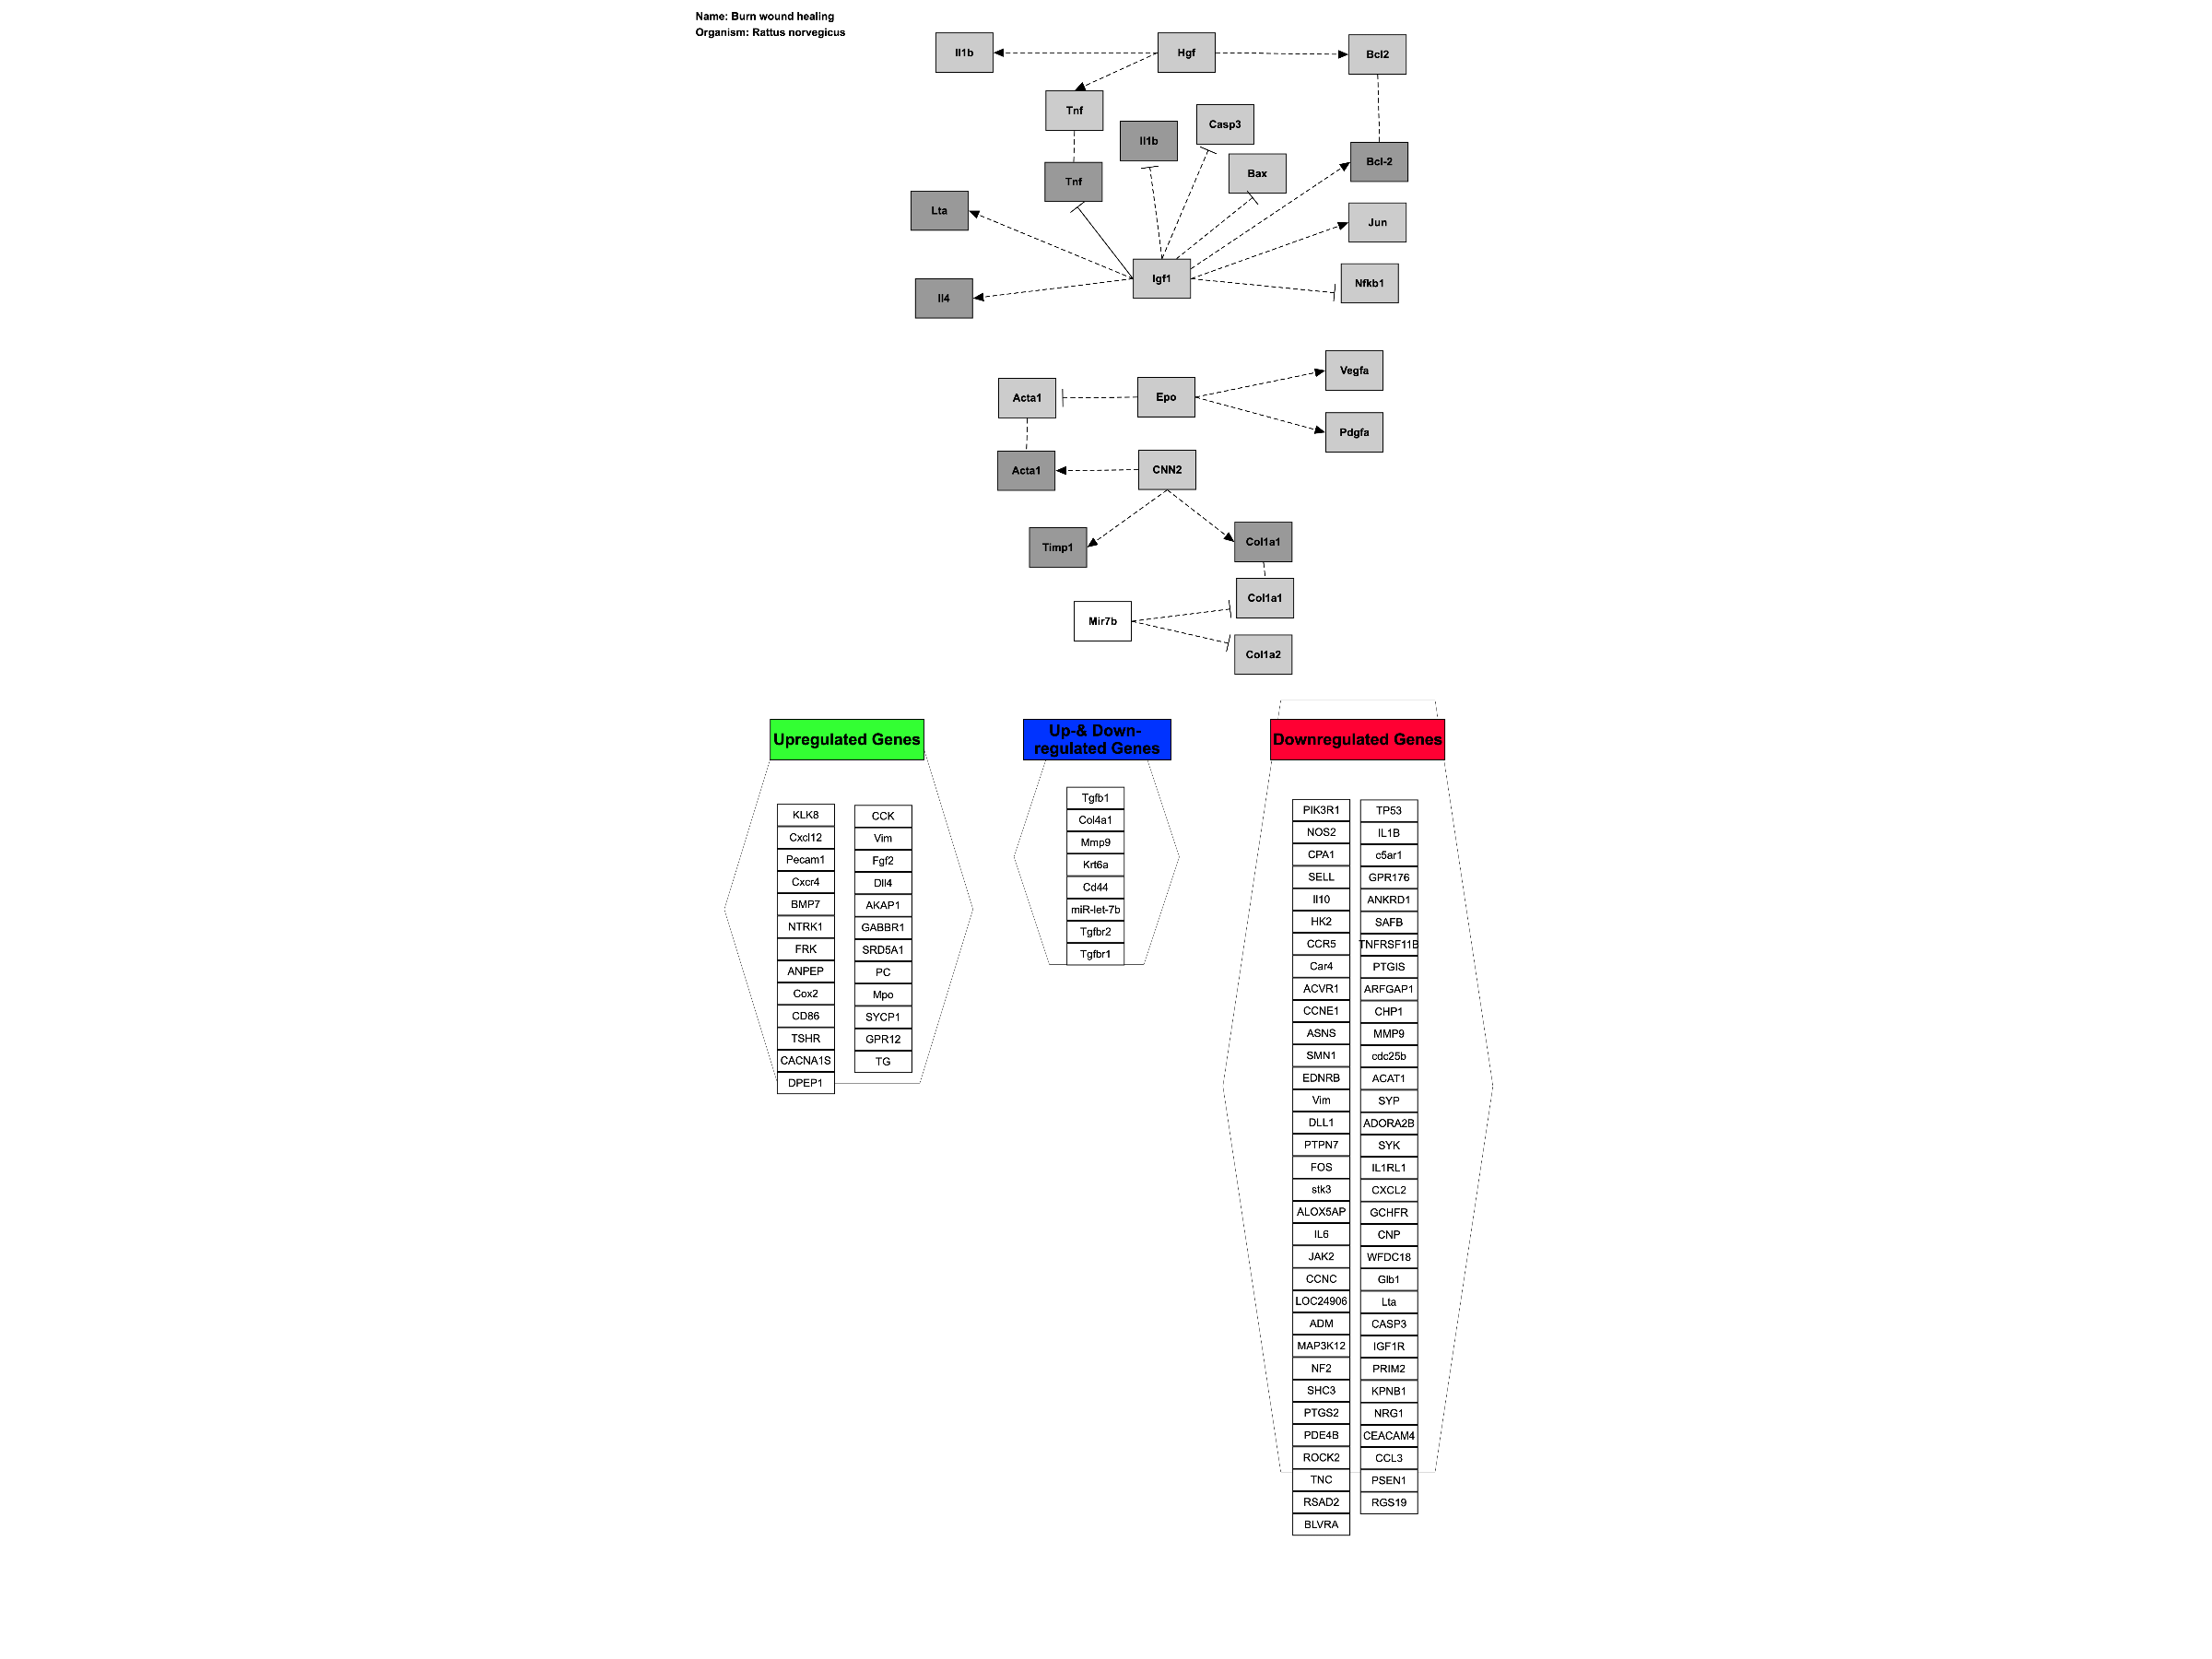 Name: Burn wound healing
Organism: Rattus norvegicus
Il1b
Hgf
Bcl2
Tnf
Casp3
Il1b
Bcl-2
Bax
Tnf
Lta
Jun
Igf1
Nfkb1
Il4
Vegfa
Acta1
Epo
Pdgfa
Acta1
CNN2
Timp1
Col1a1
Col1a1
Mir7b
Col1a2
Upregulated Genes
KLK8
Cxcl12
Pecam1
Cxcr4
BMP7
NTRK1
FRK
ANPEP
Cox2
CD86
TSHR
CACNA1S
DPEP1
CCK
Vim
Fgf2
Dll4
AKAP1
GABBR1
SRD5A1
PC
Mpo
SYCP1
GPR12
TG
Up-& Down-
regulated Genes
Tgfb1
Col4a1
Mmp9
Krt6a
Cd44
miR-let-7b
Tgfbr2
Tgfbr1
Downregulated Genes
PIK3R1
NOS2
CPA1
SELL
Il10
HK2
CCR5
Car4
ACVR1
CCNE1
ASNS
SMN1
EDNRB
Vim
DLL1
PTPN7
FOS
stk3
ALOX5AP
IL6
JAK2
CCNC
LOC24906
ADM
MAP3K12
NF2
SHC3
PTGS2
PDE4B
ROCK2
TNC
RSAD2
BLVRA
TP53
IL1B
c5ar1
GPR176
ANKRD1
SAFB
TNFRSF11B
PTGIS
ARFGAP1
CHP1
MMP9
cdc25b
ACAT1
SYP
ADORA2B
SYK
IL1RL1
CXCL2
GCHFR
CNP
WFDC18
Glb1
Lta
CASP3
IGF1R
PRIM2
KPNB1
NRG1
CEACAM4
CCL3
PSEN1
RGS19